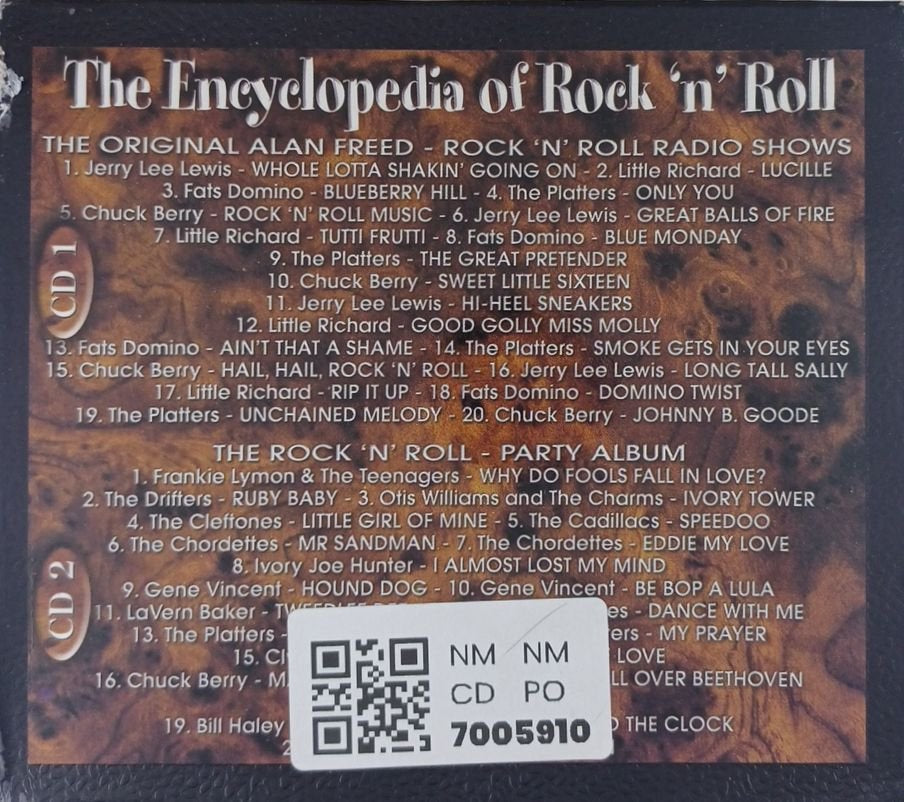 The Encyclopedia of Rock 'n' Roll
THE ORIGINAL ALAN FREED - ROCK 'N' ROLL RADIO SHOWS
1. Jerry Lee Lewis - WHOLE LOTTA SHAKIN' GOING ON - 2. Little Richard - LUCILLE
3. Fats Domino - BLUEBERRY HILL - 4. The Platters - ONLY YOU
5. Chuck Berry - ROCK 'N' ROLL MUSIC - 6. Jerry Lee Lewis - GREAT BALLS OF FIRE
7. Little Richard - TUTTI FRUTTI - 8. Fats Domino - BLUE MONDAY
9. The Platters - THE GREAT PRETENDER
CD 1
10. Chuck Berry - SWEET LITTLE SIXTEEN
11. Jerry Lee Lewis - HI-HEEL SNEAKERS
12. Little Richard - GOOD GOLLY MISS MOLLY
13. Fats Domino - AIN'T THAT A SHAME - 14. The Platters - SMOKE GETS IN YOUR EYES
15. Chuck Berry - HAIL, HAIL, ROCK 'N' ROLL - 16. Jerry Lee Lewis - LONG TALL SALLY
17. Little Richard - RIP IT UP - 18. Fats Domino - DOMINO TWIST
19. The Platters - UNCHAINED MELODY - 20. Chuck Berry - JOHNNY B. GOODE
THE ROCK 'N' ROLL - PARTY ALBUM
1. Frankie Lymon & The Teenagers - WHY DO FOOLS FALL IN LOVE?
2. The Drifters - RUBY BABY - 3. Otis Williams and The Charms - IVORY TOWER
4. The Cleftones - LITTLE GIRL OF MINE - 5. The Cadillacs - SPEEDOO
6. The Chordettes - MR SANDMAN - 7. The Chordettes - EDDIE MY LOVE
8. Ivory Joe Hunter - I ALMOST LOST MY MIND
9. Gene Vincent - HOUND DOG - 10. Gene Vincent - BE BOP A LULA
CD 2
11. LaVern Baker - - DANCE WITH ME
13. The Platters - - MY PRAYER
15. LOVE
16. Chuck Berry - OVER BEETHOVEN
19. Bill Haley THE CLOCK
NM NM
CD PO
7005910